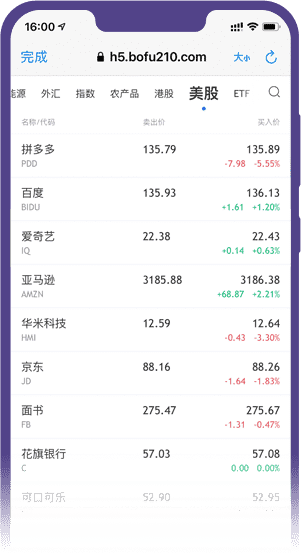 16:00
完成 h5.bofu210.com 大小
能源 外汇 指数 农产品 港股 美股 ETF
名称/代码 卖出价 买入价
拼多多 135.79 135.89
PDD -7.98 -5.55%
百度 135.93 136.13
BIDU +1.61 +1.20%
爱奇艺 22.38 22.43
IQ +0.14 +0.63%
亚马逊 3185.88 3186.38
AMZN +68.87 +2.21%
华米科技 12.59 12.64
HMI -0.43 -3.30%
京东 88.16 88.26
JD -1.64 -1.83%
面书 275.47 275.67
FB -1.31 -0.47%
花旗银行 57.03 57.08
C 0.00 0.00%
可口可乐 52.90 52.95